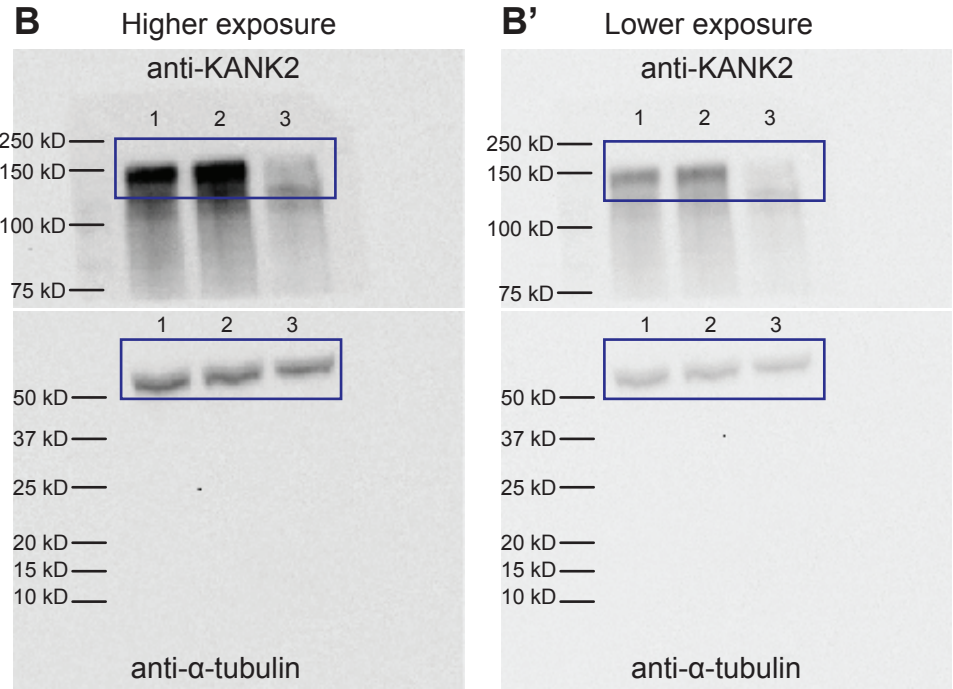 B Higher exposure
anti-KANK2
1 2 3
250 kD
150 kD
100 kD
75 kD
1 2 3
50 kD
37 kD
25 kD
20 kD
15 kD
10 kD
anti-α-tubulin
B’ Lower exposure
anti-KANK2
1 2 3
250 kD
150 kD
100 kD
75 kD
1 2 3
50 kD
37 kD
25 kD
20 kD
15 kD
10 kD
anti-α-tubulin